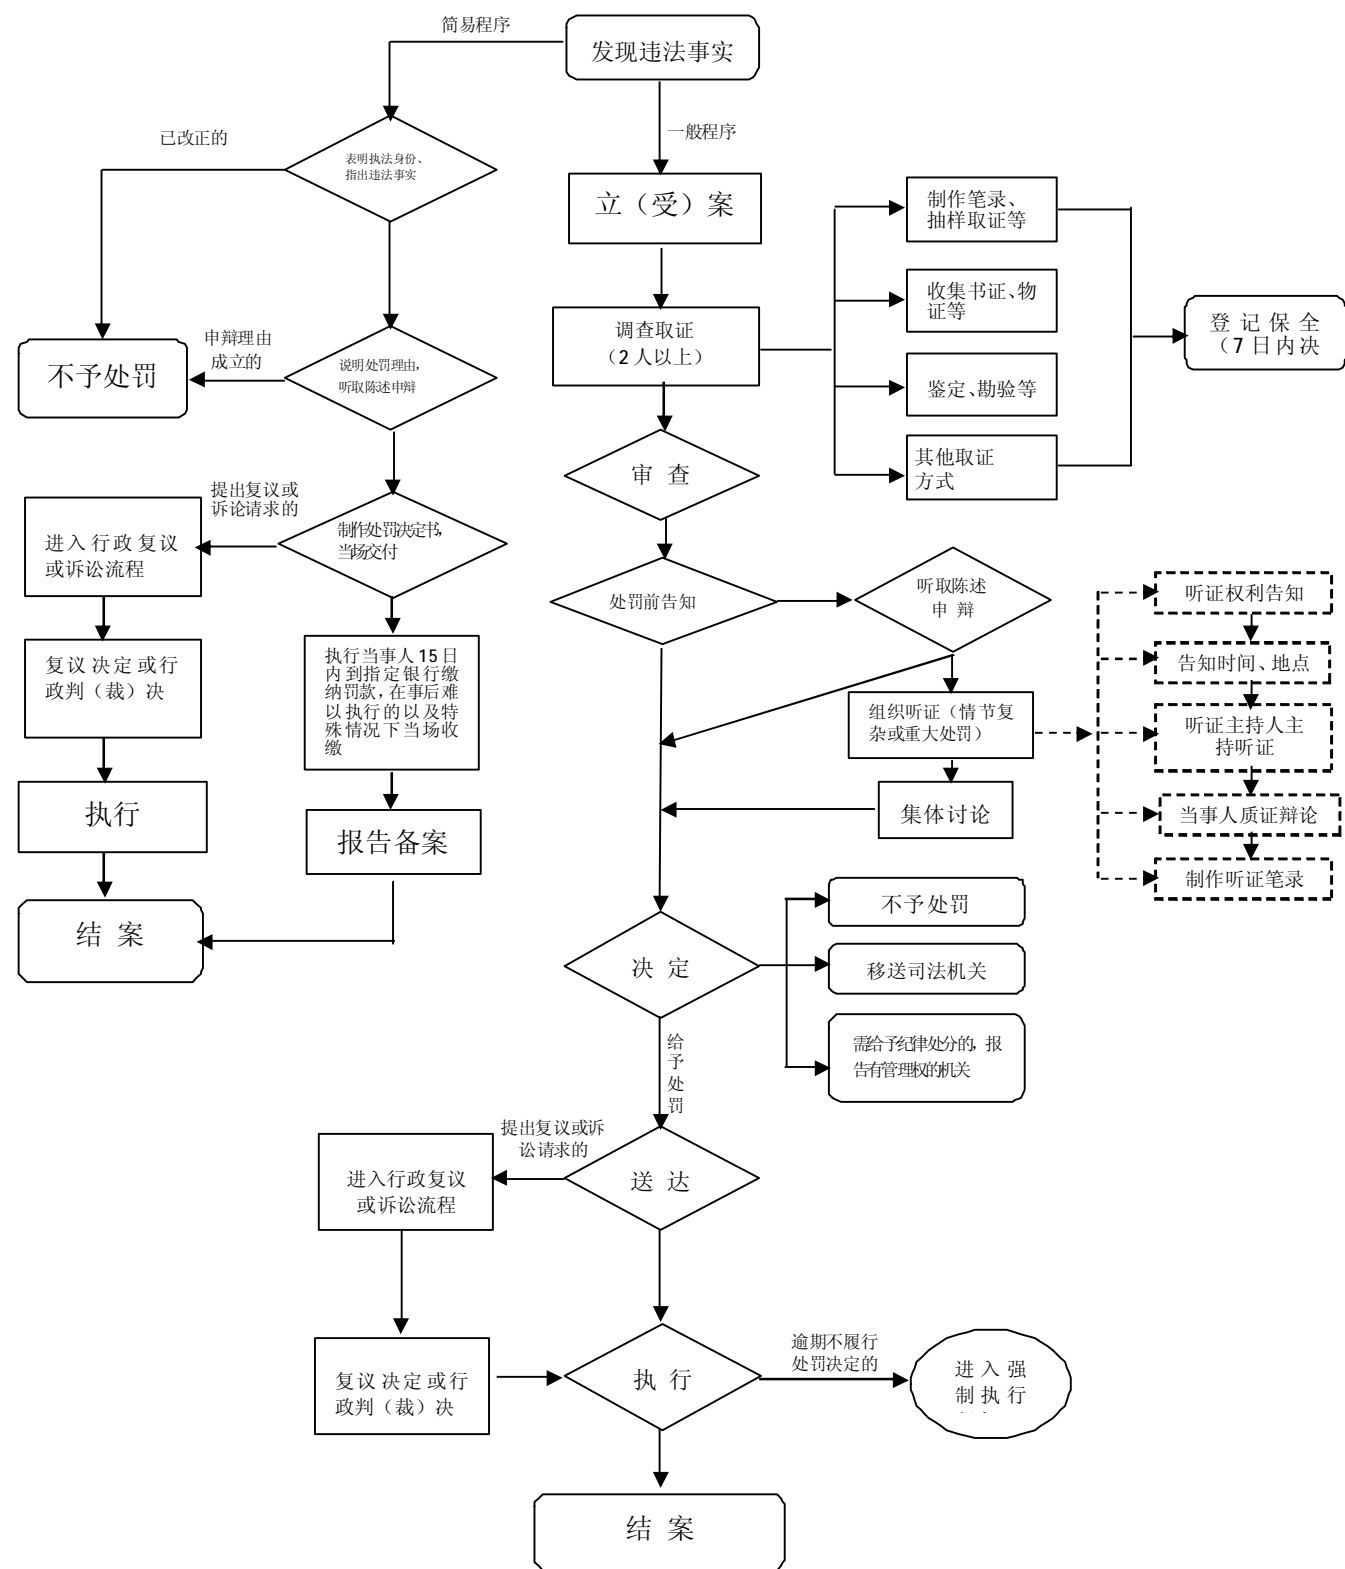 简易程序
发现违法事实
已改正的
一般程序
表明执法身份、
指出违法事实
立（受）案
制作笔录、
抽样取证等
收集书证、物
证等
登记保全
（7日内决
调查取证
（2人以上）
申辩理由
成立的
不予处罚
说明处罚理由，
听取陈述申辩
鉴定、勘验等
其他取证
方式
审查
提出复议或
诉论请求的
进入行政复议
或诉讼流程
制作处罚决定书，
当场交付
处罚前告知
听取陈述
申辩
听证权利告知
复议决定或行
政判（裁）决
执行当事人15日
内到指定银行缴
纳罚款，在事后难
以执行的以及特
殊情况下当场收
缴
告知时间、地点
组织听证（情节复
杂或重大处罚）
听证主持人主
持听证
执行
报告备案
集体讨论
当事人质证辩论
制作听证笔录
结案
不予处罚
决定
移送司法机关
给
予
处
罚
需给予纪律处分的，报
告有管理权的机关
提出复议或诉
讼请求的
进入行政复议
或诉讼流程
送达
逾期不履行
处罚决定的
复议决定或行
政判（裁）决
执行
进入强
制执行
结案